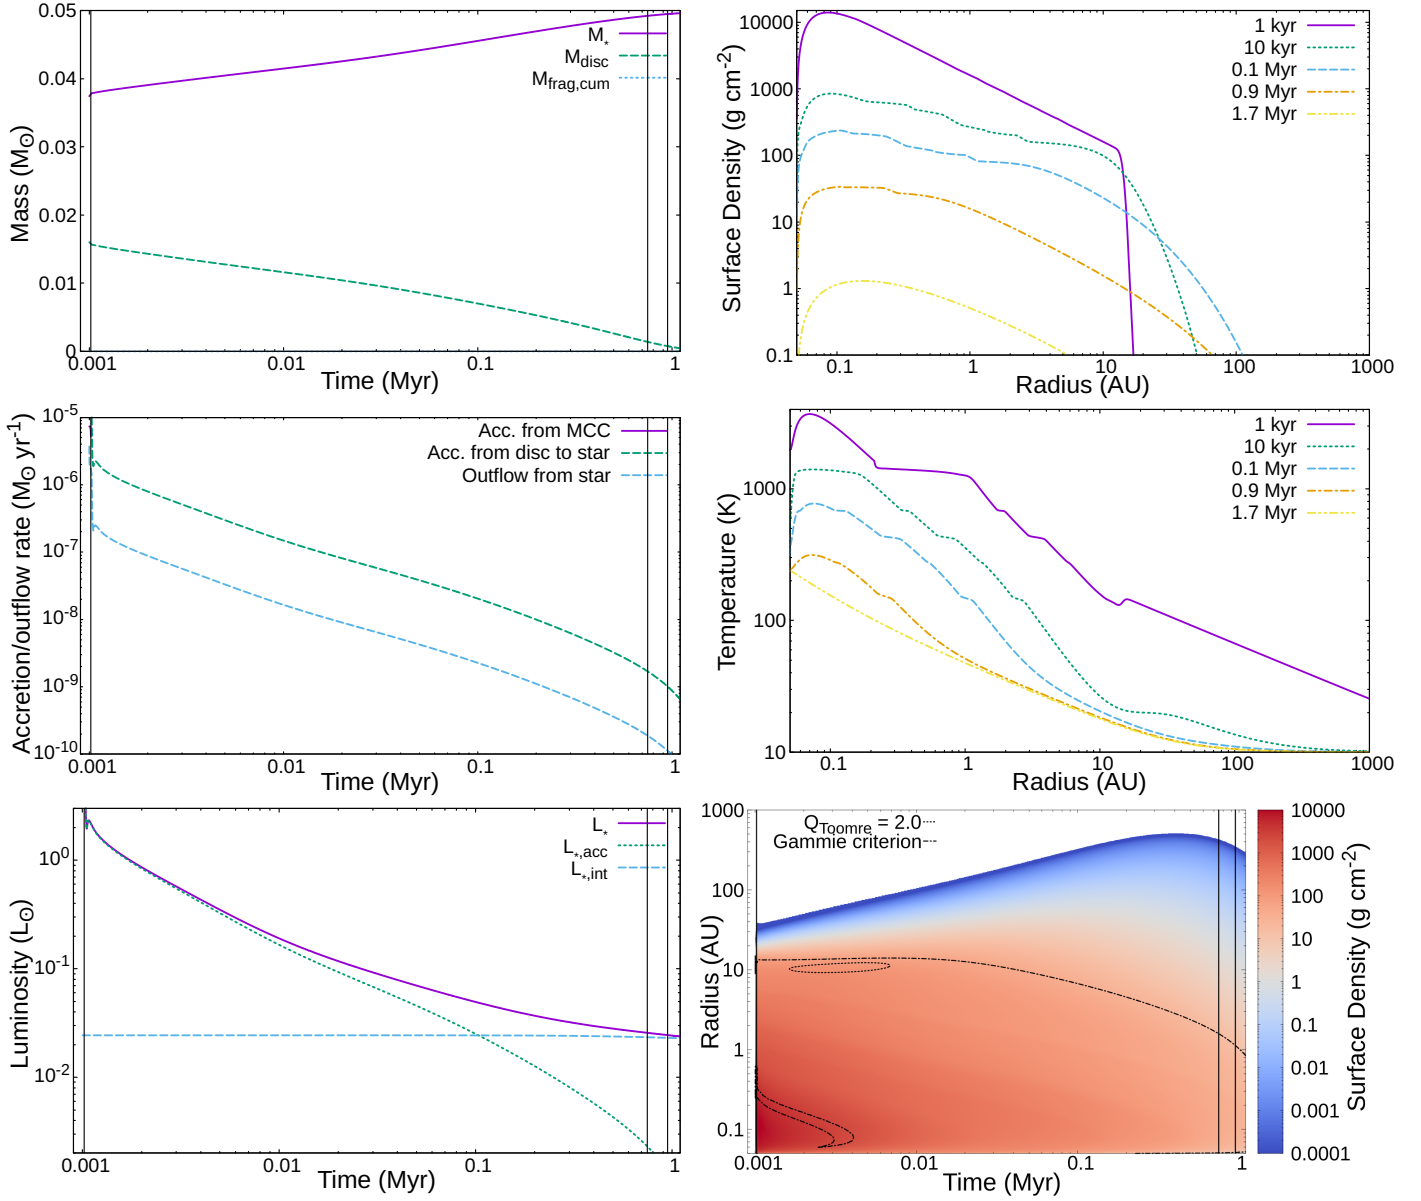 0.05
0.04
0.03
0.02
0.01
0
Mass (M⊙)
M*
Mdisc
Mfrag,cum
0.001 0.01 0.1 1
Time (Myr)
10000
1000
100
10
1
0.1
Surface Density (g cm-2)
1 kyr
10 kyr
0.1 Myr
0.9 Myr
1.7 Myr
0.1 1 10 100 1000
Radius (AU)
10-5
10-6
10-7
10-8
10-9
10-10
Accretion/outflow rate (M⊙ yr-1)
Acc. from MCC
Acc. from disc to star
Outflow from star
0.001 0.01 0.1 1
Time (Myr)
1000
100
10
Temperature (K)
1 kyr
10 kyr
0.1 Myr
0.9 Myr
1.7 Myr
0.1 1 10 100 1000
Radius (AU)
100
10-1
10-2
Luminosity (L⊙)
L*
L*,acc
L*,int
0.001 0.01 0.1 1
Time (Myr)
1000
100
10
1
0.1
Radius (AU)
QToomre = 2.0
Gammie criterion
0.001 0.01 0.1 1
Time (Myr)
10000
1000
100
10
1
0.1
0.01
0.001
0.0001
Surface Density (g cm-2)